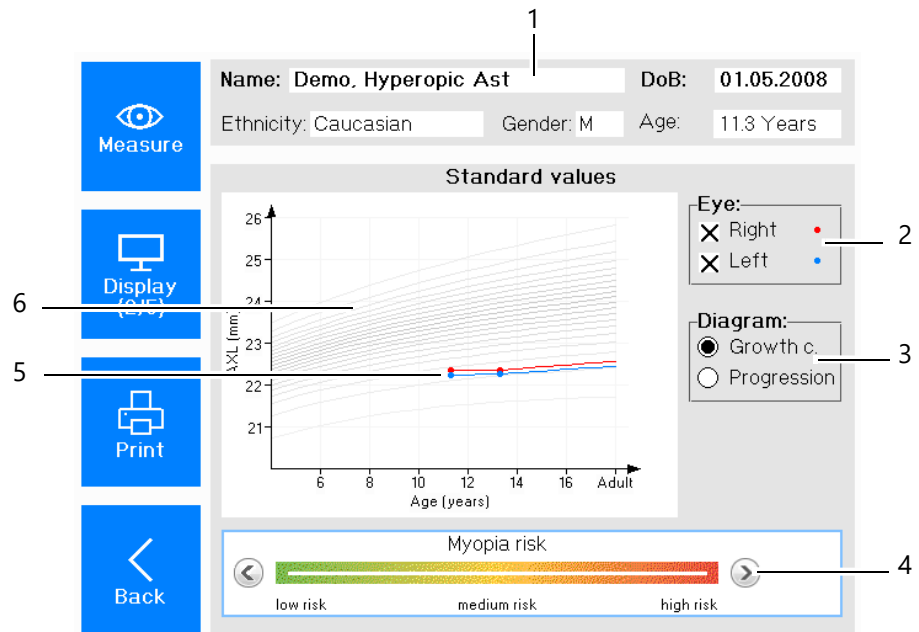 1
Name: Demo, Hyperopic Ast DoB: 01.05.2008
Ethnicity: Caucasian Gender: M Age: 11.3 Years
Measure
Standard values
Eye:
Right
Left
2
Display
(2/5)
Diagram:
Growth c.
Progression
3
6
5
AXL (mm)
26
25
24
23
22
21
6 8 10 12 14 16 Adult
Age (years)
Print
Myopia risk
low risk medium risk high risk
4
Back